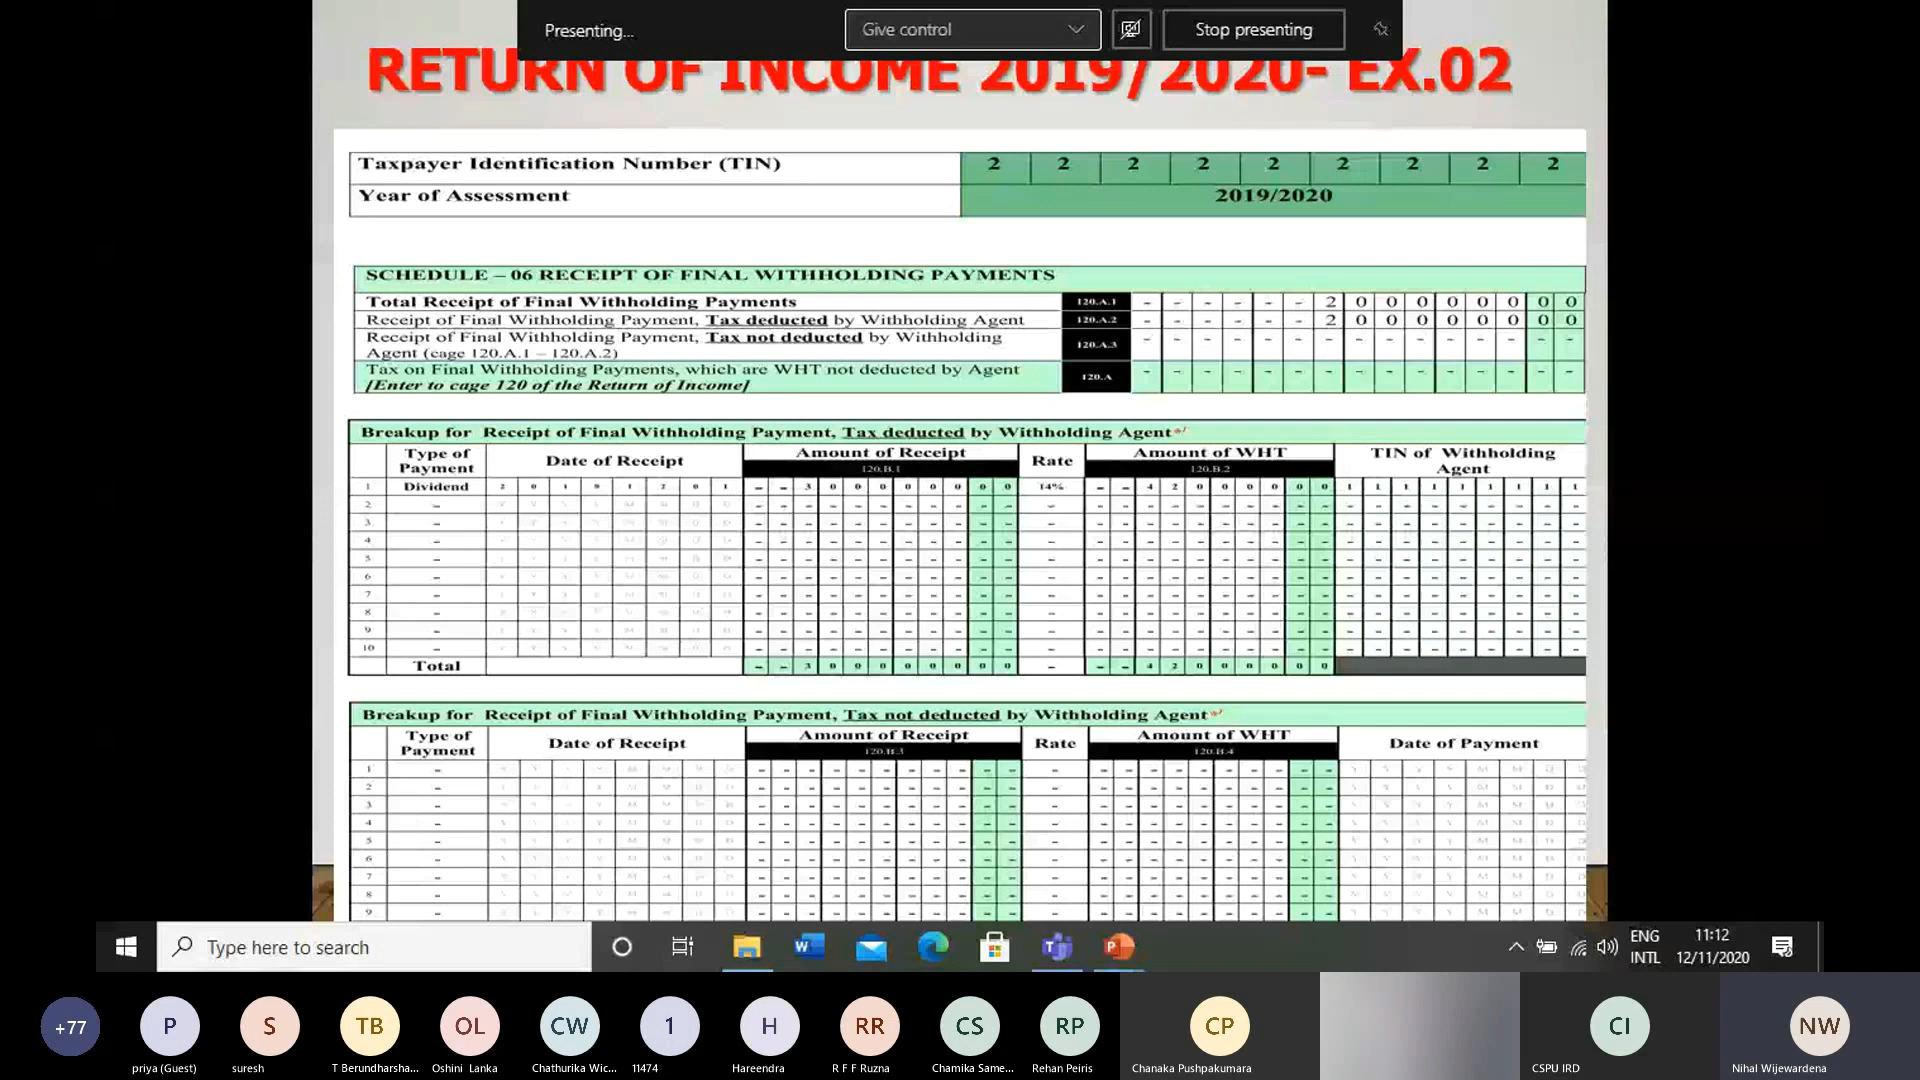 Presenting...
Give control
Stop presenting
RETURN OF INCOME 2019/2020- EX.02
Taxpayer Identification Number (TIN) 2 2 2 2 2 2 2 2 2
Year of Assessment 2019/2020
SCHEDULE – 06 RECEIPT OF FINAL WITHHOLDING PAYMENTS
Total Receipt of Final Withholding Payments 120.A.1 - - - - - - 2 0 0 0 0 0 0 0 0
Receipt of Final Withholding Payment, Tax deducted by Withholding Agent 120.A.2 - - - - - - 2 0 0 0 0 0 0 0 0
Receipt of Final Withholding Payment, Tax not deducted by Withholding
Agent (cage 120.A.1 – 120.A.2) 120.A.3 - - - - - - - - - - - - - - -
Tax on Final Withholding Payments, which are WHT not deducted by Agent
[Enter to cage 120 of the Return of Income] 120.A - - - - - - - - - - - - - - -
Breakup for Receipt of Final Withholding Payment, Tax deducted by Withholding Agent
Type of Payment Date of Receipt Amount of Receipt Rate Amount of WHT TIN of Withholding Agent
120.B.1 120.B.2
1 Dividend 2 0 1 9 1 2 0 1 - - 3 0 0 0 0 0 0 0 0 14% - - 4 2 0 0 0 0 0 0 1 1 1 1 1 1 1 1 1
2 -
3 -
4 -
5 -
6 -
7 -
8 -
9 -
10 -
Total - - 3 0 0 0 0 0 0 0 0 - - - 4 2 0 0 0 0 0 0
Breakup for Receipt of Final Withholding Payment, Tax not deducted by Withholding Agent
Type of Payment Date of Receipt Amount of Receipt Rate Amount of WHT Date of Payment
120.B.3 120.B.4
1 -
2 -
3 -
4 -
5 -
6 -
7 -
8 -
9 -
Type here to search
ENG
INTL
11:12
12/11/2020
+77 P S TB OL CW 1 H RR CS RP CP CI NW
priya (Guest) suresh T Berundharsha... Oshini Lanka Chathurika Wic... 11474 Hareendra R F F Ruzna Chamika Same... Rehan Peiris Chanaka Pushpakumara CSPU IRD Nihal Wijewardena